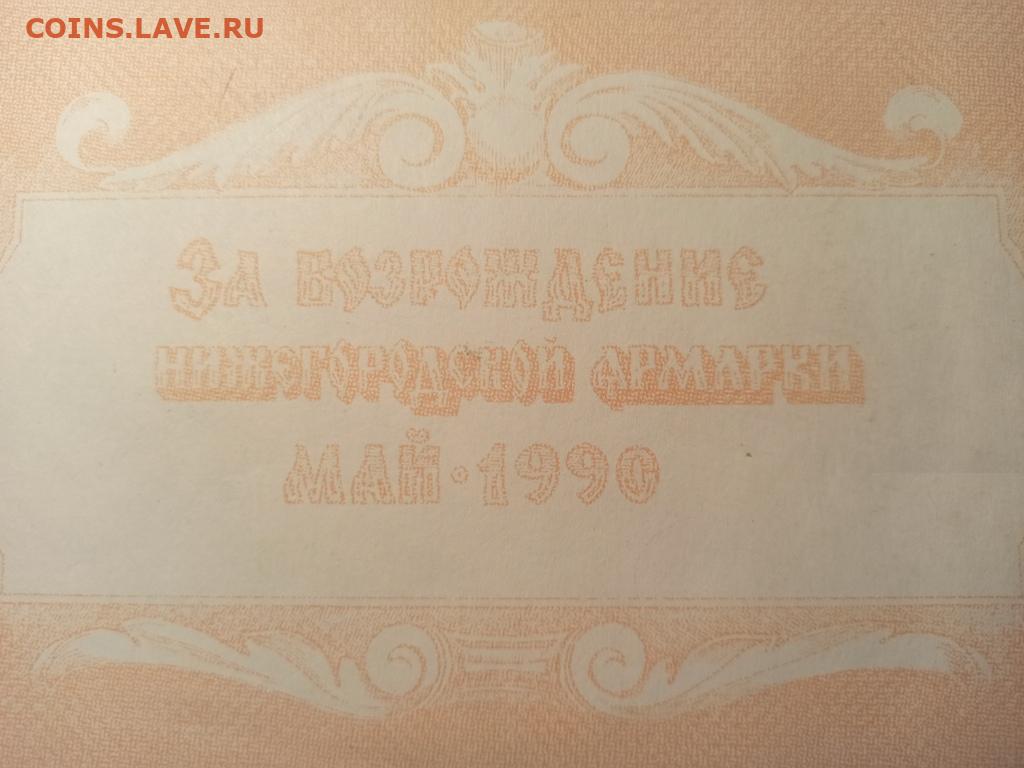 COINS.LAVE.RU
ЗА ВОЗРОЖДЕНИЕ
НИЖЕГОРОДСКОЙ ЯРМАРКИ
МАЙ·1990